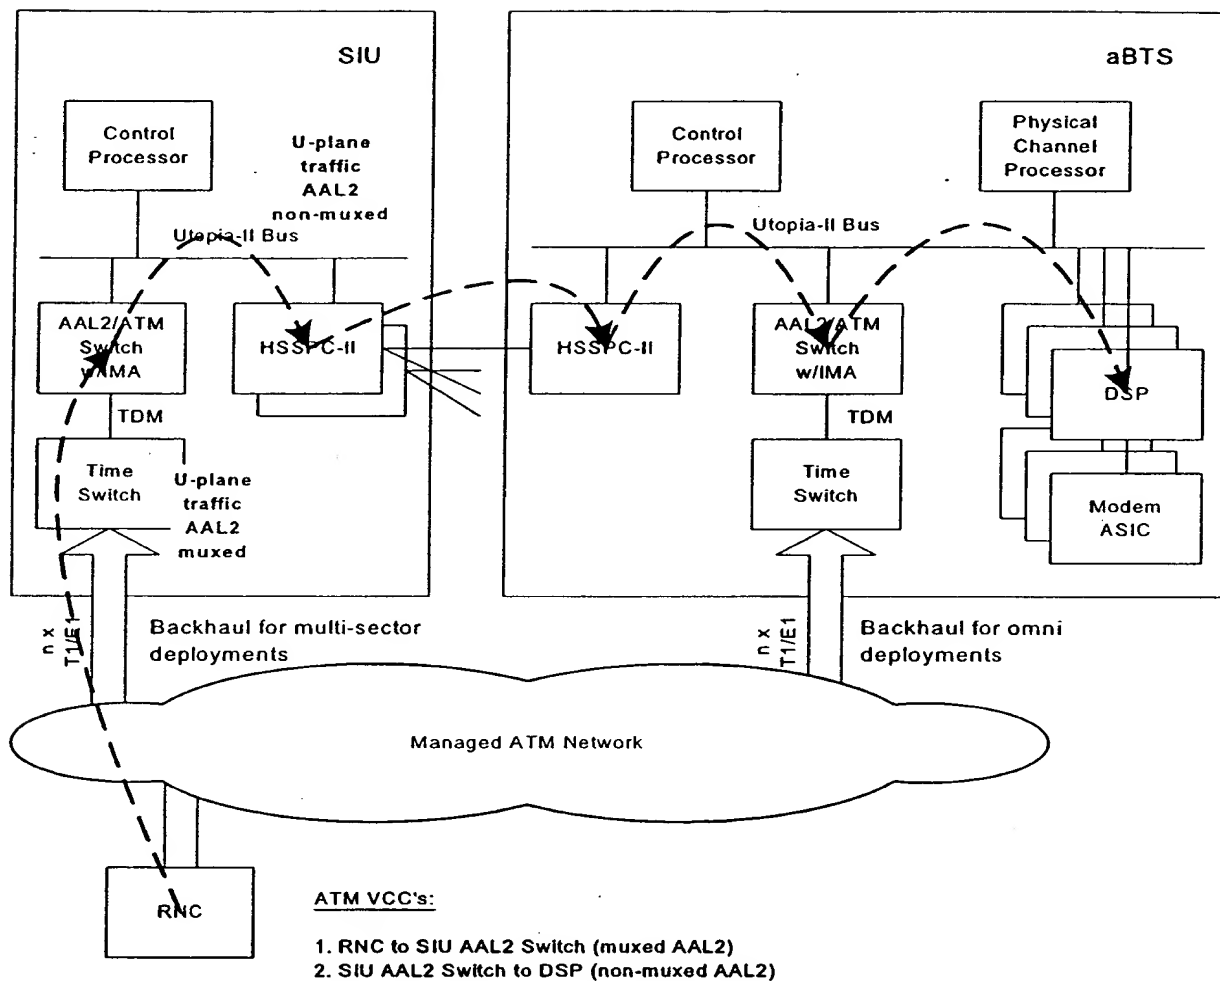 SIU
aBTS
Control
Processor
U-plane
traffic
AAL2
non-muxed
Control
Processor
Physical
Channel
Processor
Utopia-II Bus
Utopia-II Bus
AAL2/ATM
Switch
w/IMA
HSSPC-II
HSSPC-II
AAL2/ATM
Switch
w/IMA
DSP
TDM
TDM
Time
Switch
U-plane
traffic
AAL2
muxed
Time
Switch
Modem
ASIC
n x
T1/E1
Backhaul for multi-sector
deployments
n x
T1/E1
Backhaul for omni
deployments
Managed ATM Network
RNC
ATM VCC's:
1. RNC to SIU AAL2 Switch (muxed AAL2)
2. SIU AAL2 Switch to DSP (non-muxed AAL2)